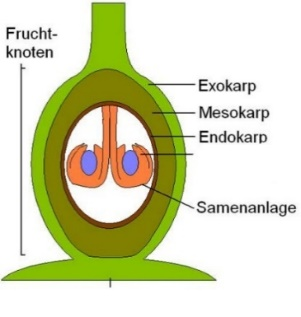 Frucht-
knoten
Exokarp
Mesokarp
Endokarp
Samenanlage